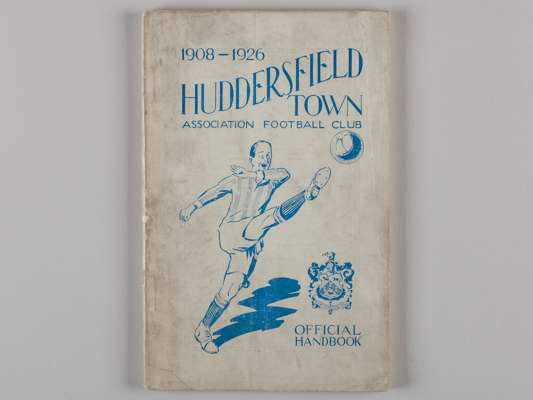 1908-1926
HUDDERSFIELD
TOWN
ASSOCIATION FOOTBALL CLUB
OFFICIAL
HANDBOOK